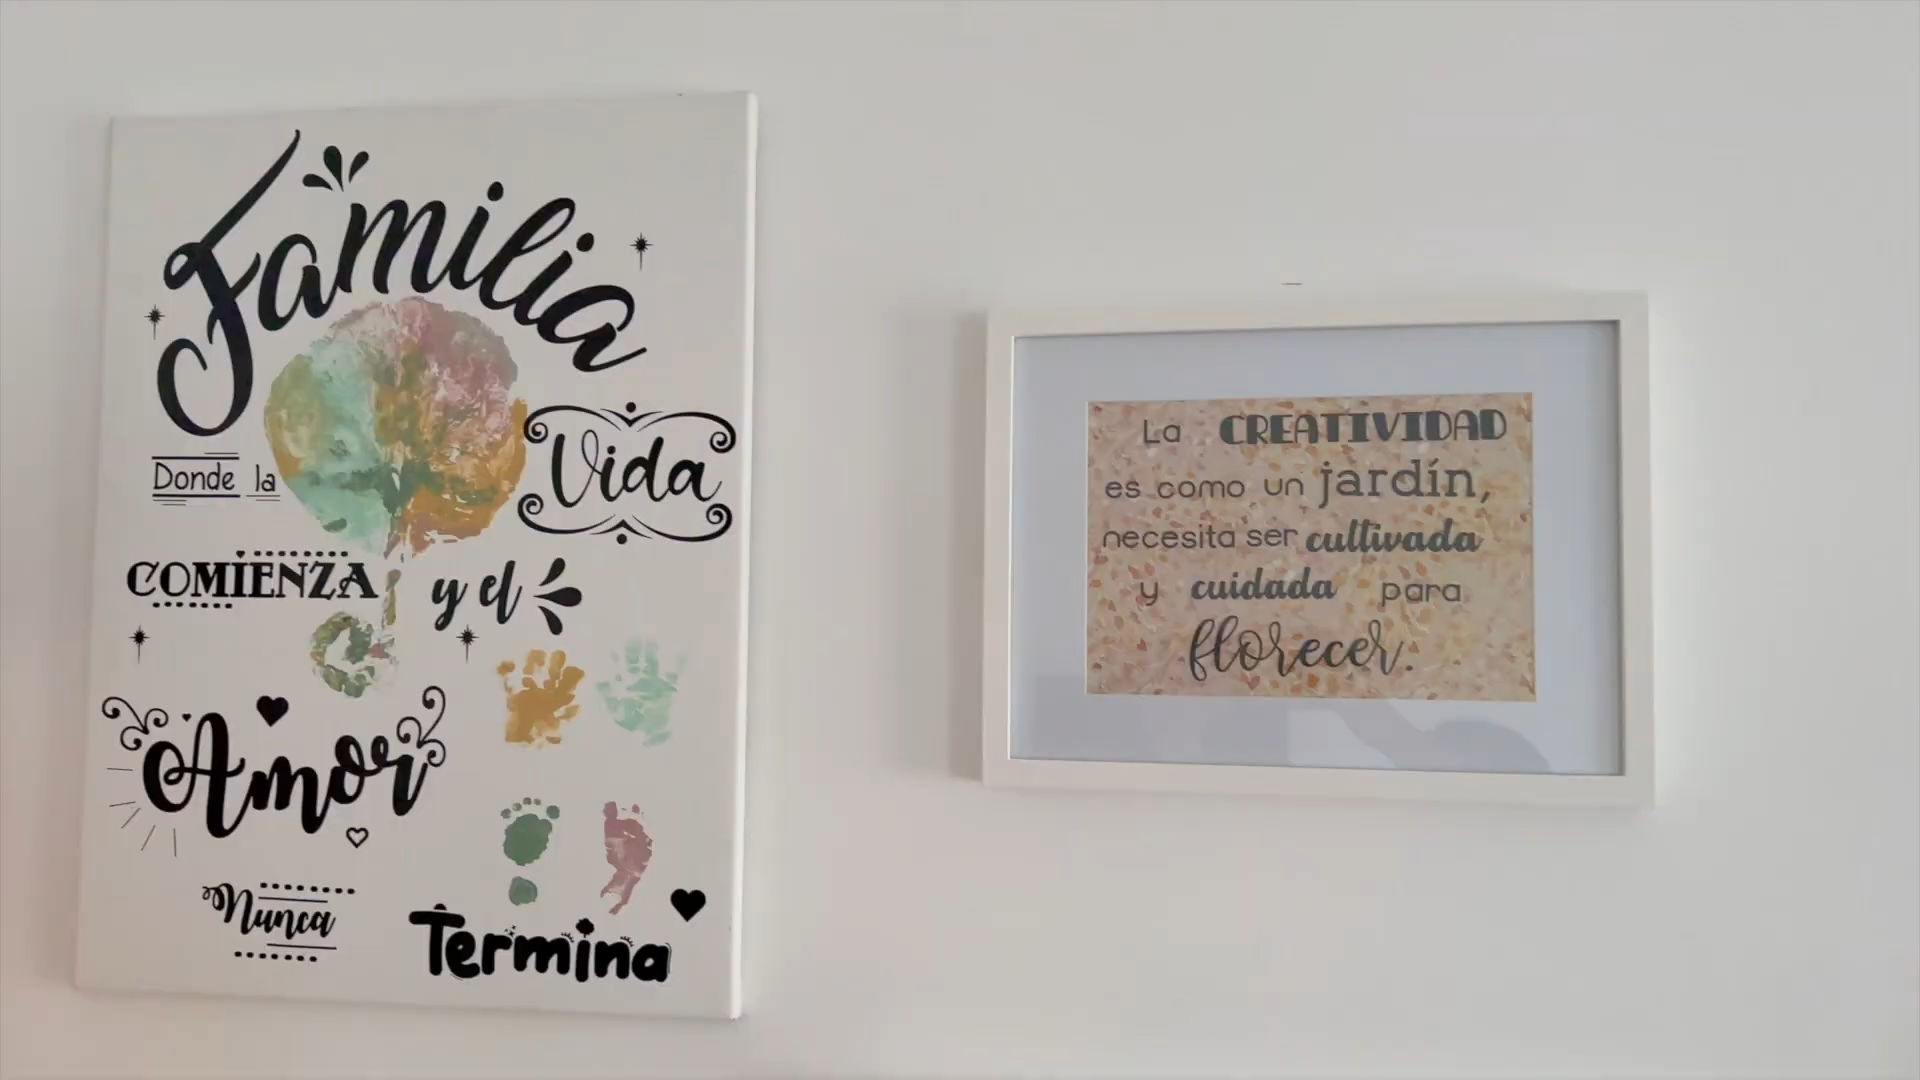 Familia
Donde la Vida
COMIENZA y el
Amor
Nunca Termina
La CREATIVIDAD
es como un jardín,
necesita ser cultivada
y cuidada para
florecer.